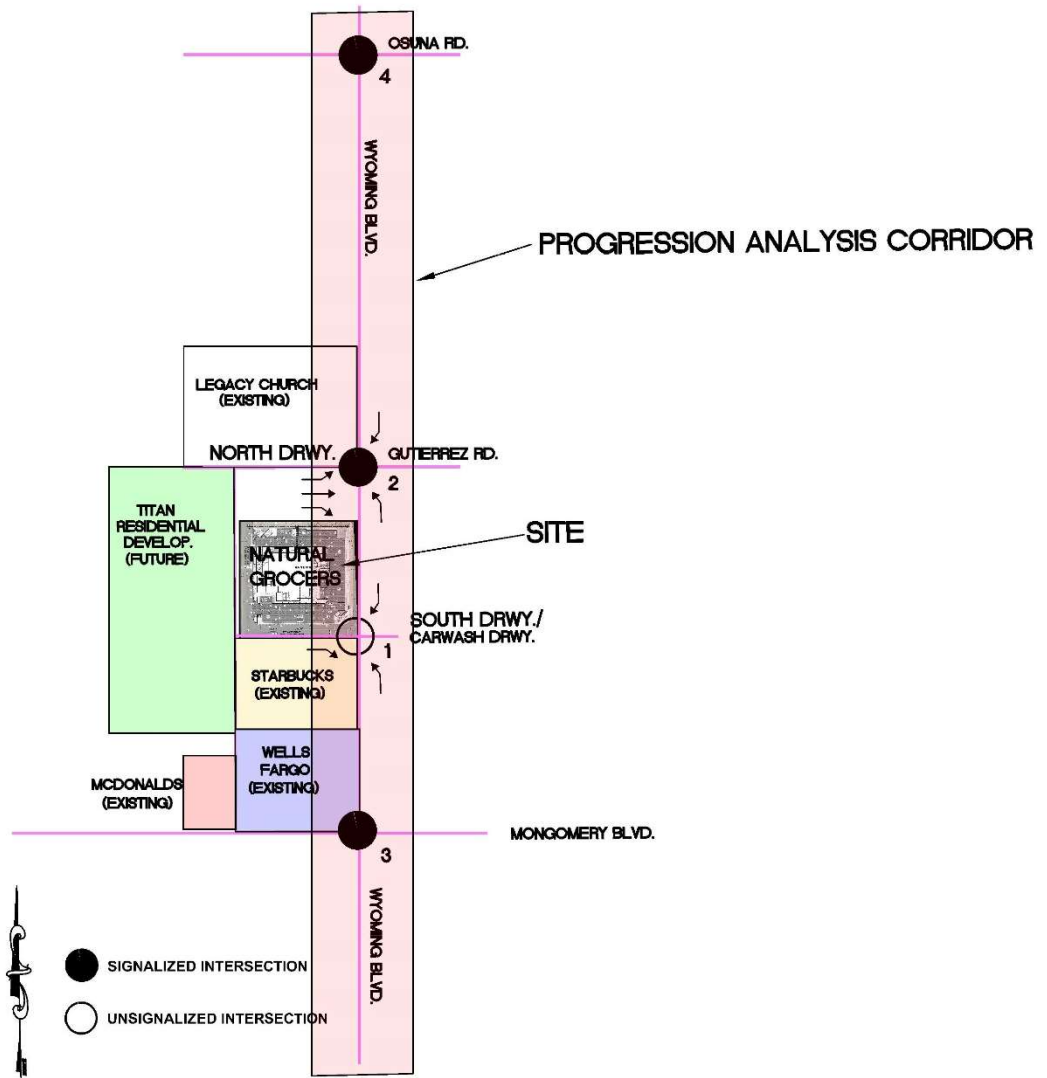 OSUNA RD.
4
WYOMING BLVD.
PROGRESSION ANALYSIS CORRIDOR
LEGACY CHURCH
(EXISTING)
NORTH DRWY.
GUTIERREZ RD.
2
TITAN
RESIDENTIAL
DEVELOP.
(FUTURE)
SITE
NATURAL
GROCERS
SOUTH DRWY./
CARWASH DRWY.
1
STARBUCKS
(EXISTING)
WELLS
FARGO
(EXISTING)
MCDONALDS
(EXISTING)
MONGOMERY BLVD.
3
WYOMING BLVD.
SIGNALIZED INTERSECTION
UNSIGNALIZED INTERSECTION